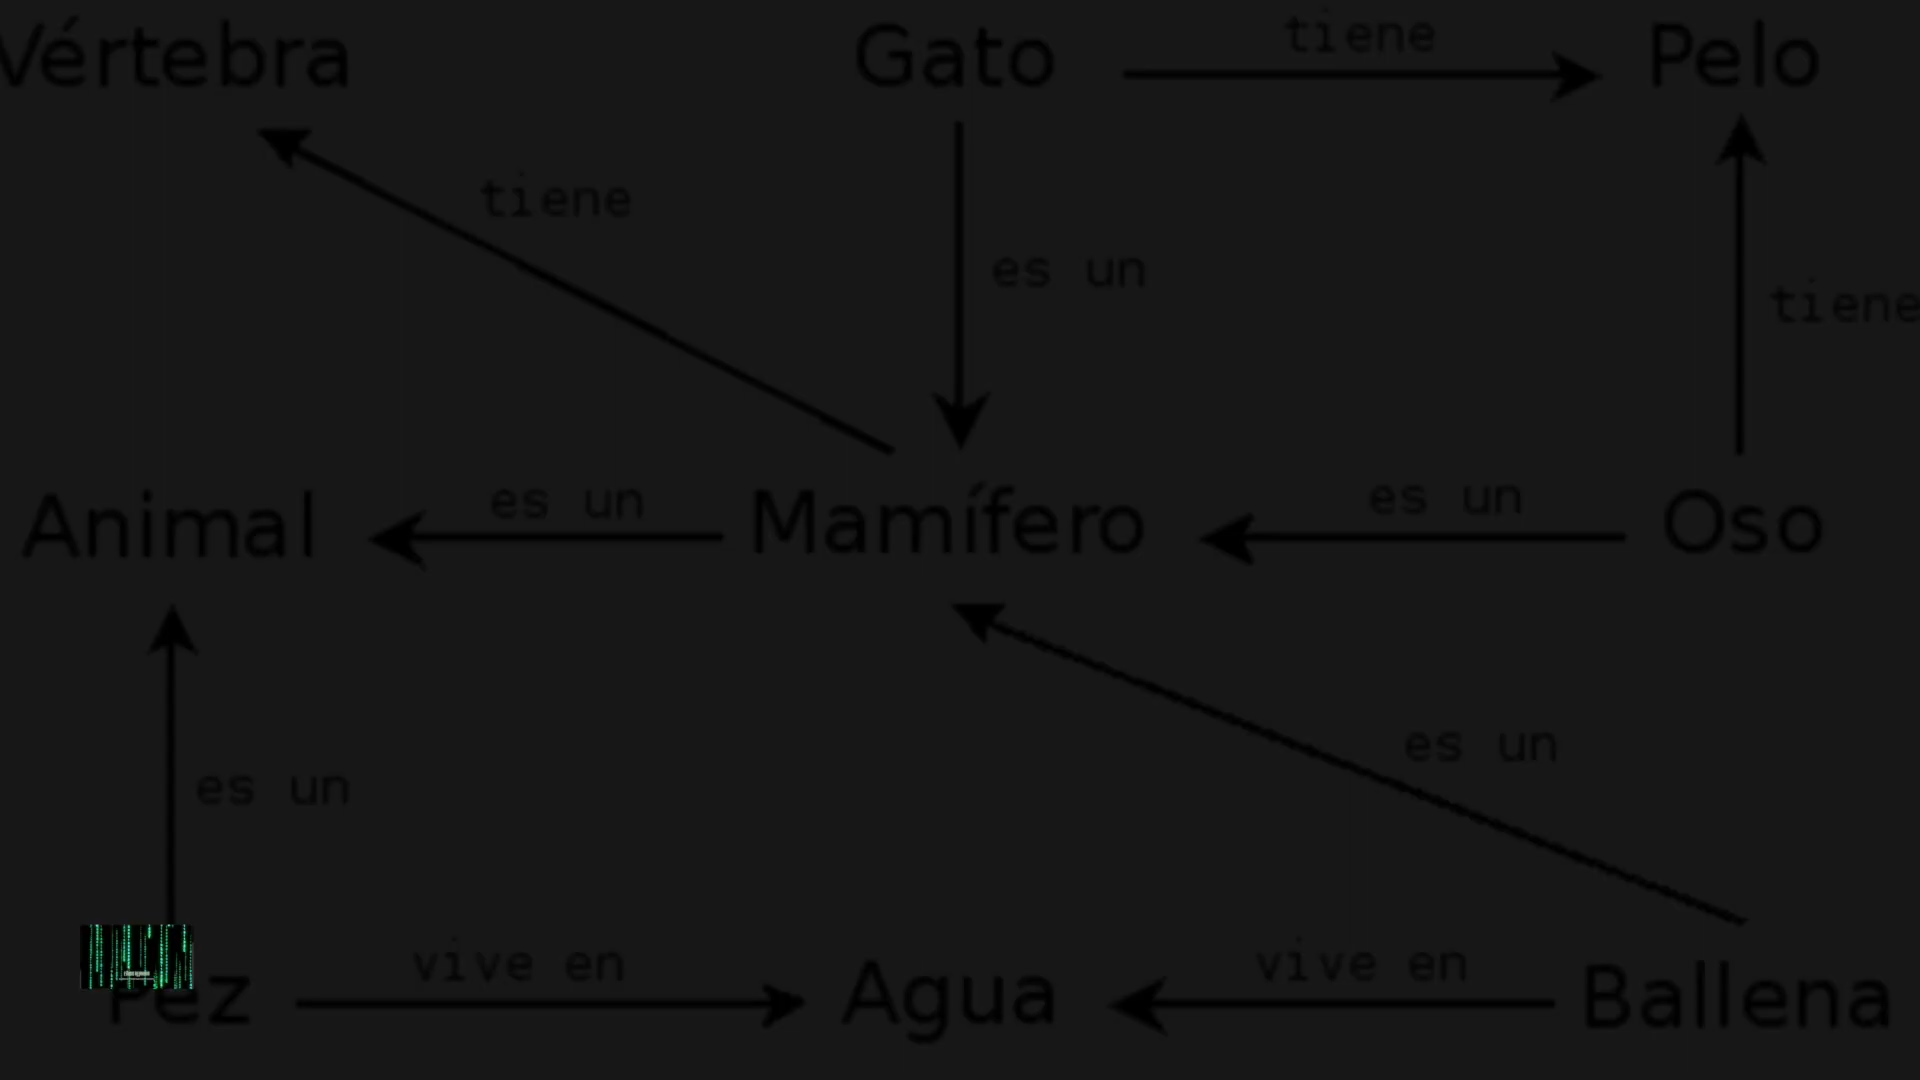 Vértebra
Gato
tiene
Pelo
tiene
es un
tiene
Animal
es un
Mamífero
es un
Oso
es un
es un
Pez
vive en
Agua
vive en
Ballena